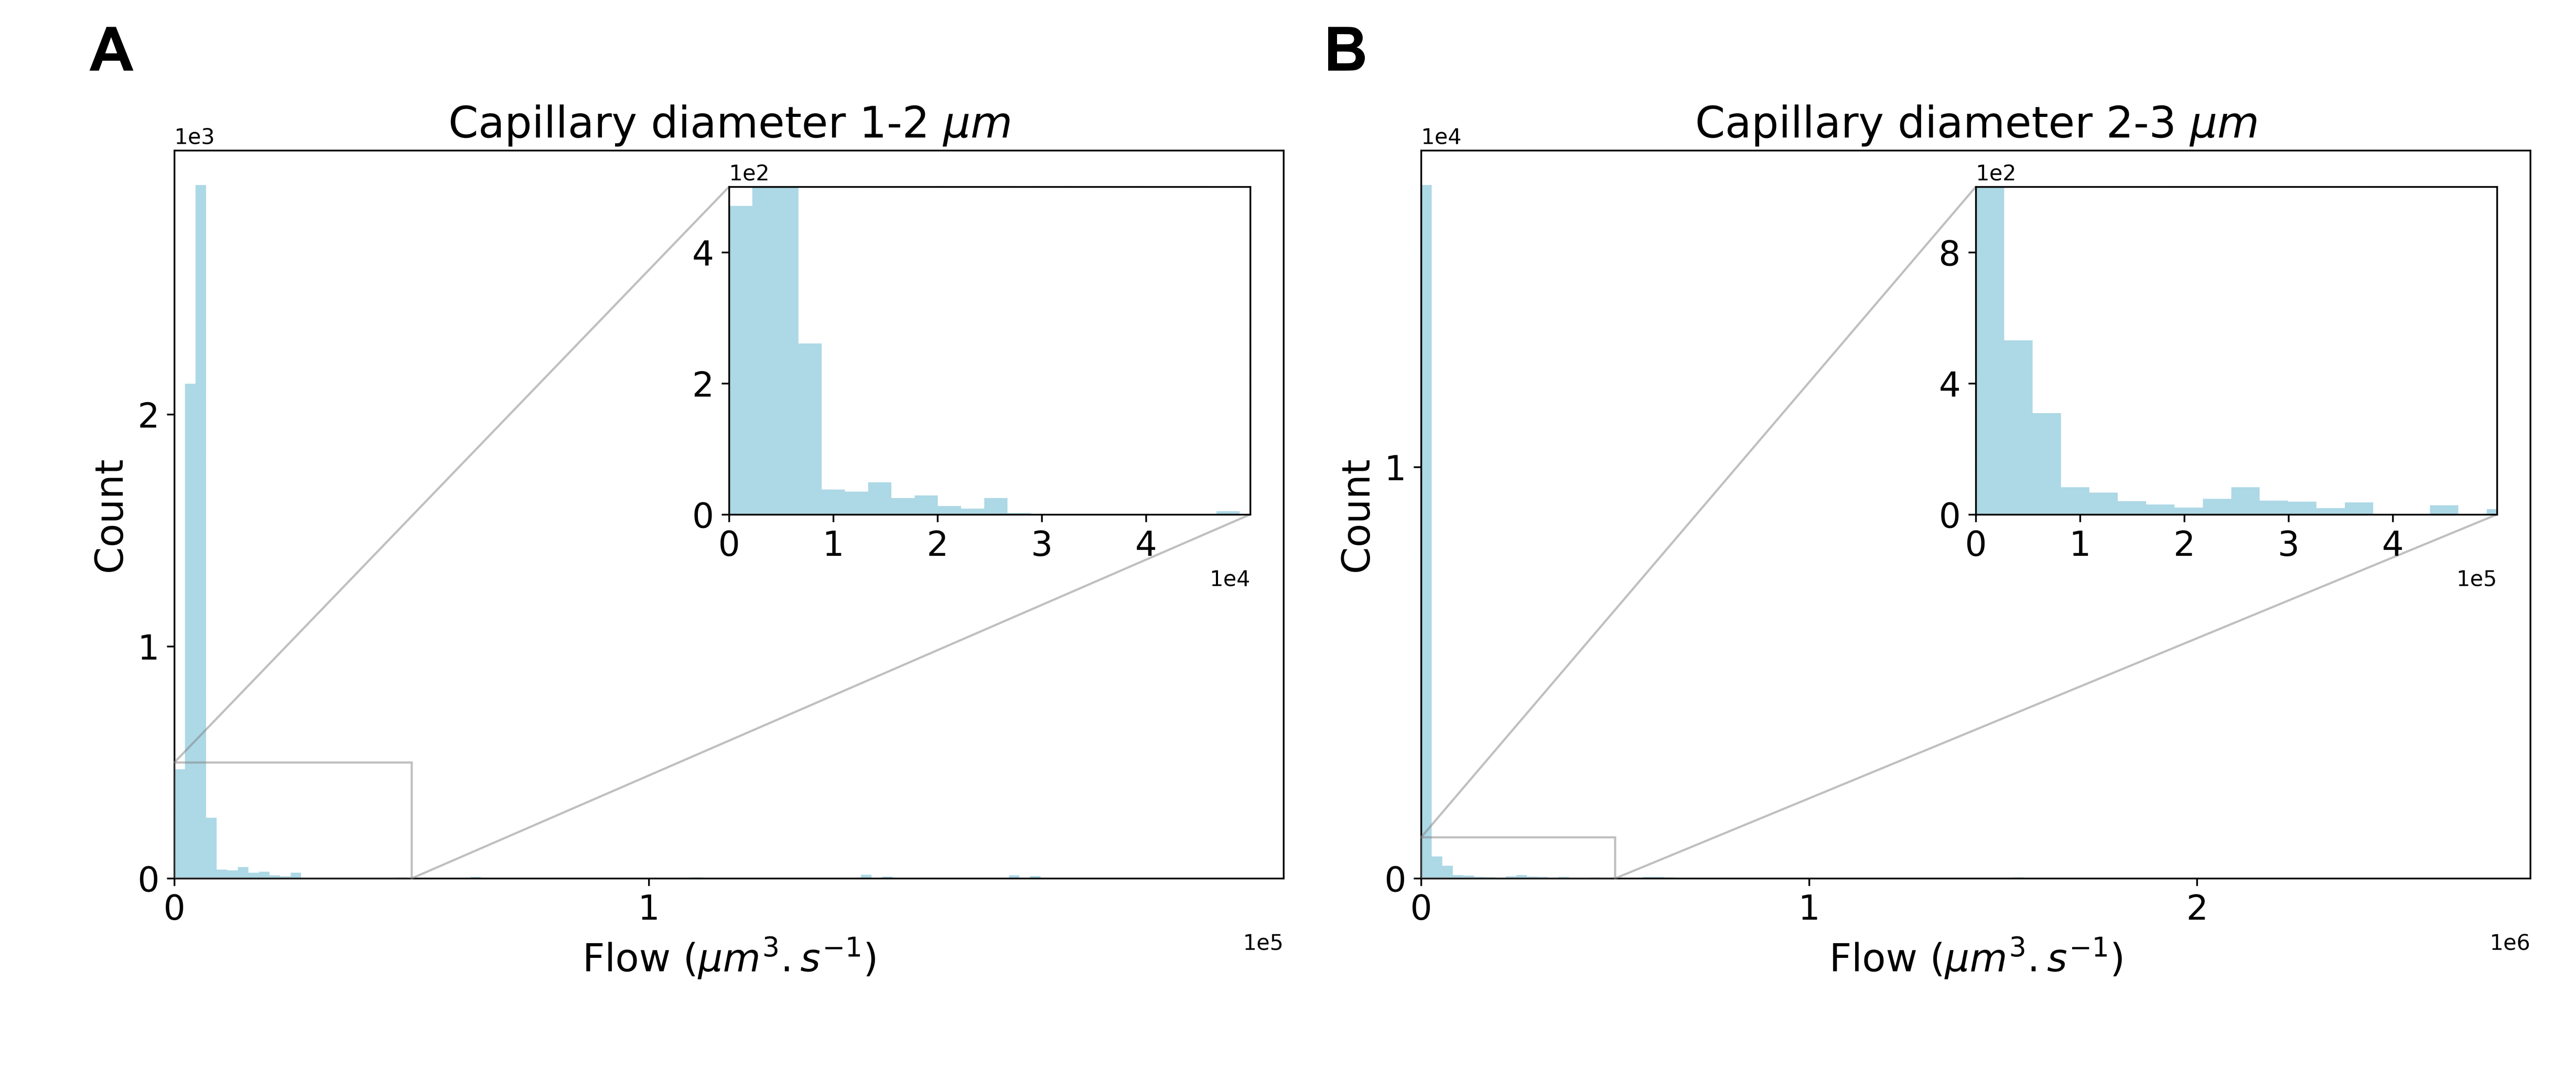 A
B
Capillary diameter 1-2 μm
1e3
2
1
0
Count
0 1
Flow (μm³.s⁻¹)
1e5
1e2
4
2
0
0 1 2 3 4
1e4
Capillary diameter 2-3 μm
1e4
1
0
Count
0 1 2
Flow (μm³.s⁻¹)
1e6
1e2
8
4
0
0 1 2 3 4
1e5